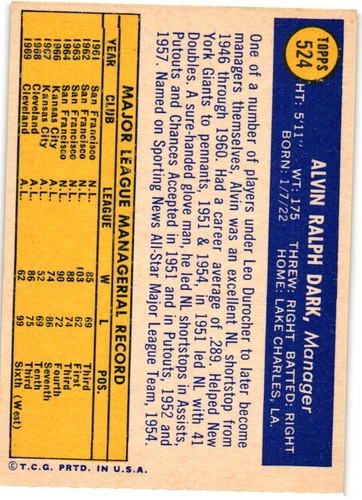 TOPPS
524
ALVIN RALPH DARK, Manager
HT: 5'11" WT: 175 THREW: RIGHT BATTED: RIGHT
BORN: 1/7/22 HOME: LAKE CHARLES, LA.
One of a number of players under Leo Durocher to later become
managers themselves, Alvin was an excellent NL shortstop from
1946 through 1960. Had a career average of .289. Helped New
York Giants to pennants, 1951 & 1954, in 1951 led NL with 41
Doubles. A sure-handed glove man, he led NL shortstops in Assists,
Putouts and Chances Accepted in 1951 and in Putouts, 1952 and
1957. Named on Sporting News All-Star Major League Team, 1954.
MAJOR LEAGUE MANAGERIAL RECORD
YEAR CLUB LEAGUE W L POS.
1961 San Francisco N.L. 85 69 Third
1962 San Francisco N.L. 103 62 First
1963 San Francisco N.L. 88 74 Third
1964 San Francisco N.L. 90 72 Fourth
1966 Kansas City A.L. 74 86 Seventh
1967 Kansas City A.L. 52 69 Tenth
1968 Cleveland A.L. 86 75 Third
1969 Cleveland A.L. 62 99 Sixth (West)
© T.C.G. PRTD. IN U.S.A.